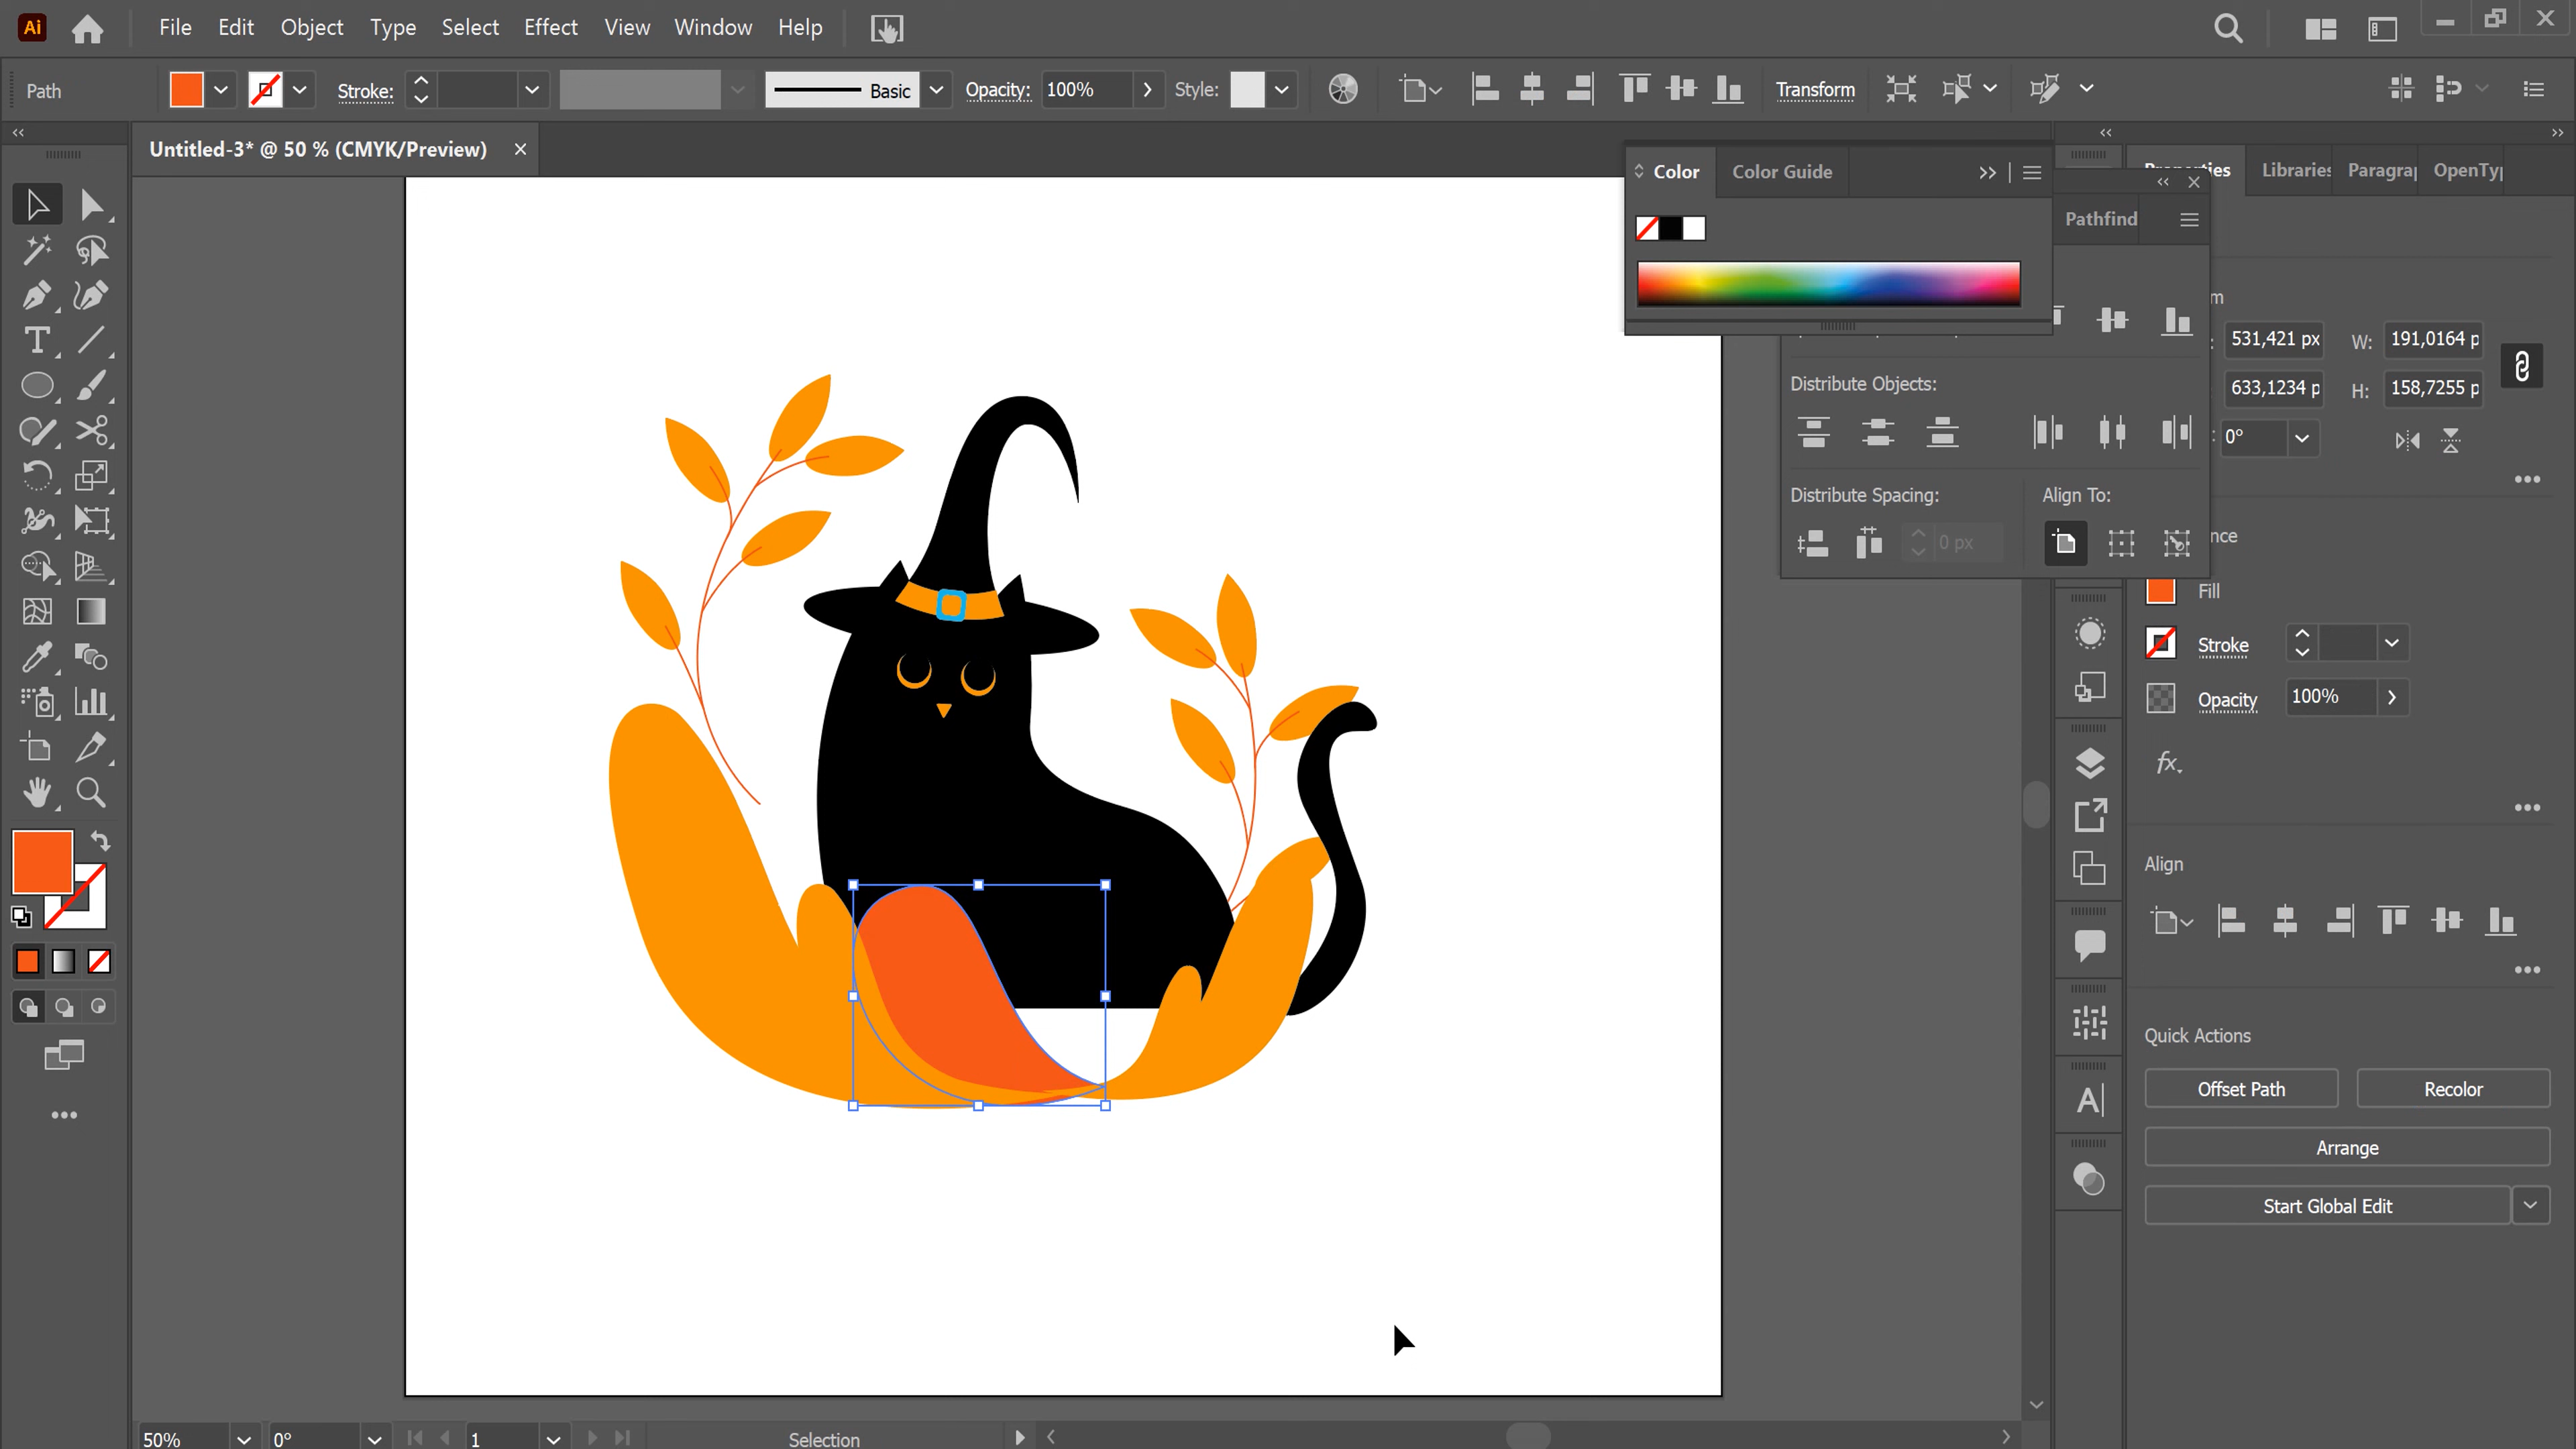 Ai File Edit Object Type Select Effect View Window Help
Path Stroke: Basic Opacity: 100% Style: Transform
Untitled-3* @ 50 % (CMYK/Preview) ×
Color Color Guide
Libraries
Pathfind
531,421 px W: 191,0164 p
633,1234 p H: 158,7255 p
Distribute Objects:
0°
Distribute Spacing: Align To:
0 px
Fill
Stroke
Opacity 100%
fx.
Align
Quick Actions
Offset Path Recolor
Arrange
Start Global Edit
50% 0° 1 Selection